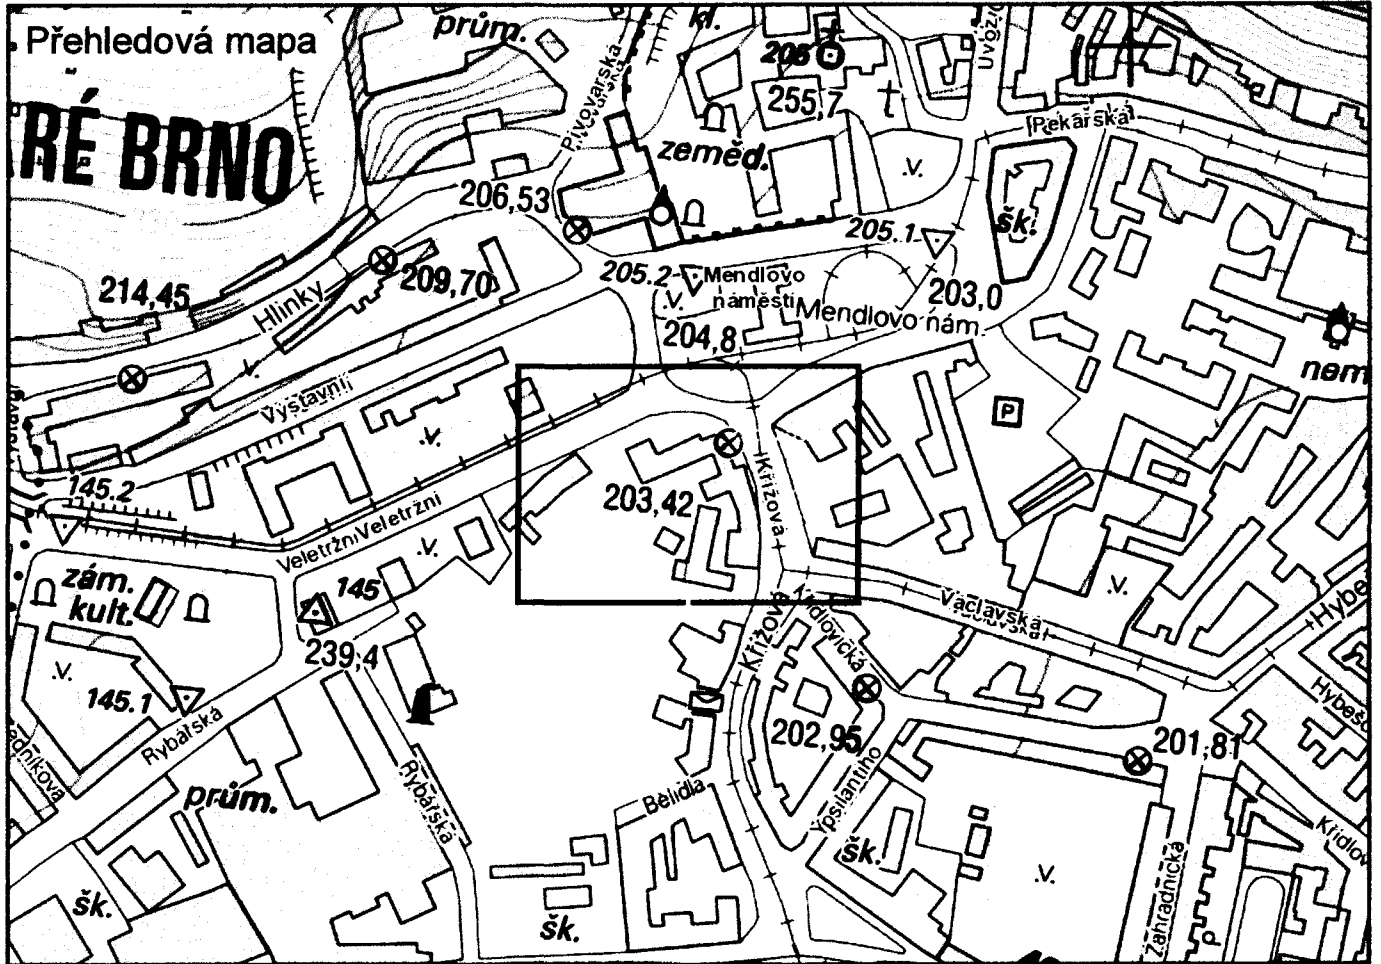 Přehledová mapa
prům.
kl.
Pivovarská
206
255,7
Úvoz
Pekařská
RÉ BRNO
zeměd.
.V.
206,53
šk.
205.1
209,70
205.2
Mendlovo
náměstí
.V.
203,0
214,45
Hlinky
Mendlovo nám.
204,8
nem
.V.
Výstavní
P
.V.
145.2
203,42
Křížová
Veletržní
Veletržní
.V.
zám.
kult.
145
.V.
Křížová
Křídlovická
Václavská
Hybe
239,4
.V.
145.1
Hybešo
Rybářská
202,95
201,81
prům.
Rybářská
Bělidla
Ypsilantiho
šk.
Křídlov
.V.
Zahradnická
šk.
šk.